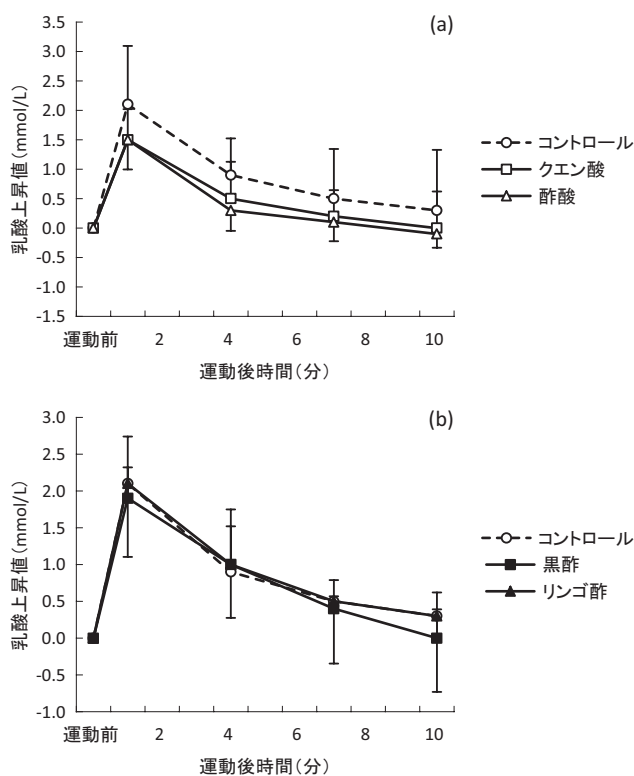 (a)
乳酸上昇値(mmol/L)
3.5
3.0
2.5
2.0
1.5
1.0
0.5
0.0
-0.5
-1.0
-1.5
運動前 2 4 6 8 10
運動後時間(分)
コントロール
クエン酸
酢酸
(b)
乳酸上昇値(mmol/L)
3.0
2.5
2.0
1.5
1.0
0.5
0.0
-0.5
-1.0
運動前 2 4 6 8 10
運動後時間(分)
コントロール
黒酢
リンゴ酢